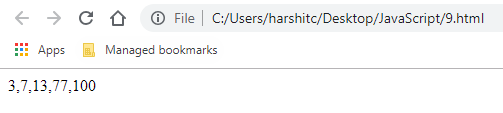 File C:/Users/harshitc/Desktop/JavaScript/9.html
Apps Managed bookmarks
3,7,13,77,100